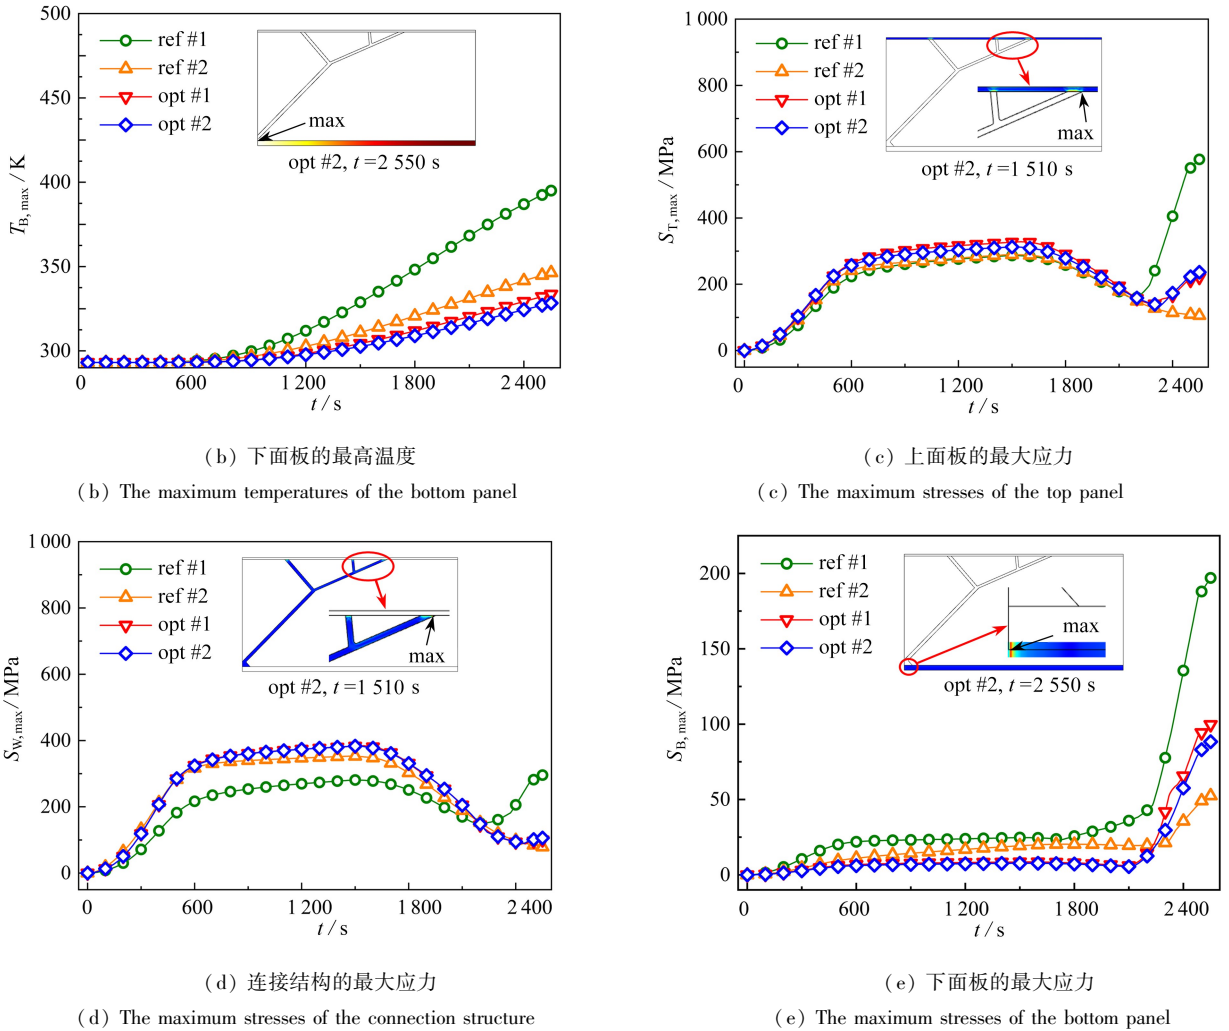 500
450
400
350
300
T_B,max / K
ref #1
ref #2
opt #1
opt #2
max
opt #2, t=2 550 s
0
600
1 200
1 800
2 400
t / s
(b) 下面板的最高温度
(b) The maximum temperatures of the bottom panel
1 000
800
600
400
200
0
S_T,max / MPa
ref #1
ref #2
opt #1
opt #2
max
opt #2, t=1 510 s
0
600
1 200
1 800
2 400
t / s
(c) 上面板的最大应力
(c) The maximum stresses of the top panel
1 000
800
600
400
200
0
S_W,max / MPa
ref #1
ref #2
opt #1
opt #2
max
opt #2, t=1 510 s
0
600
1 200
1 800
2 400
t / s
(d) 连接结构的最大应力
(d) The maximum stresses of the connection structure
200
150
100
50
0
S_B,max / MPa
ref #1
ref #2
opt #1
opt #2
max
opt #2, t=2 550 s
0
600
1 200
1 800
2 400
t / s
(e) 下面板的最大应力
(e) The maximum stresses of the bottom panel